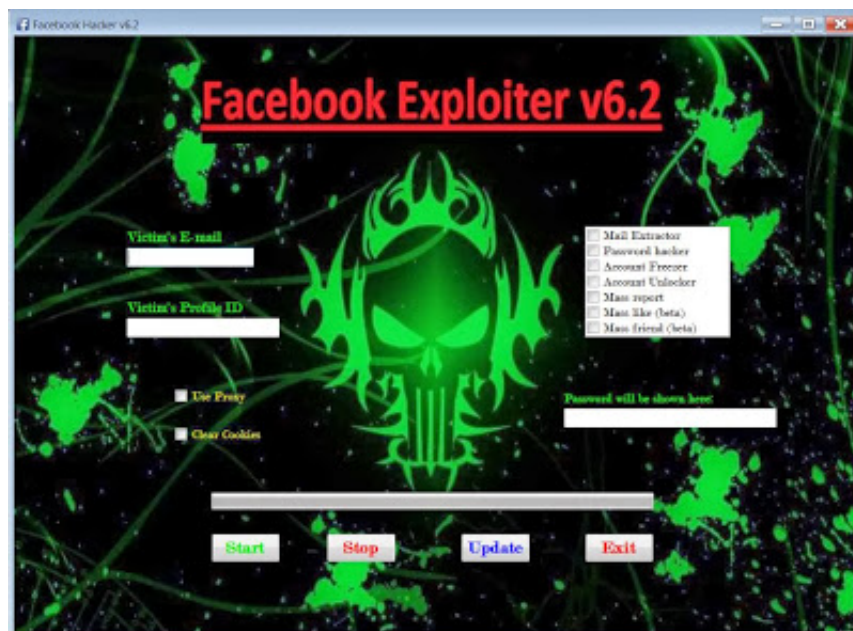 Facebook Hacker v6.2
Facebook Exploiter v6.2
Victim's E-mail
Mail Extractor
Password hacker
Account Freezer
Account Unlocker
Mass report
Mass like (beta)
Mass friend (beta)
Victim's Profile ID
Use Proxy
Password will be shown here:
Clear Cookies
Start
Stop
Update
Exit